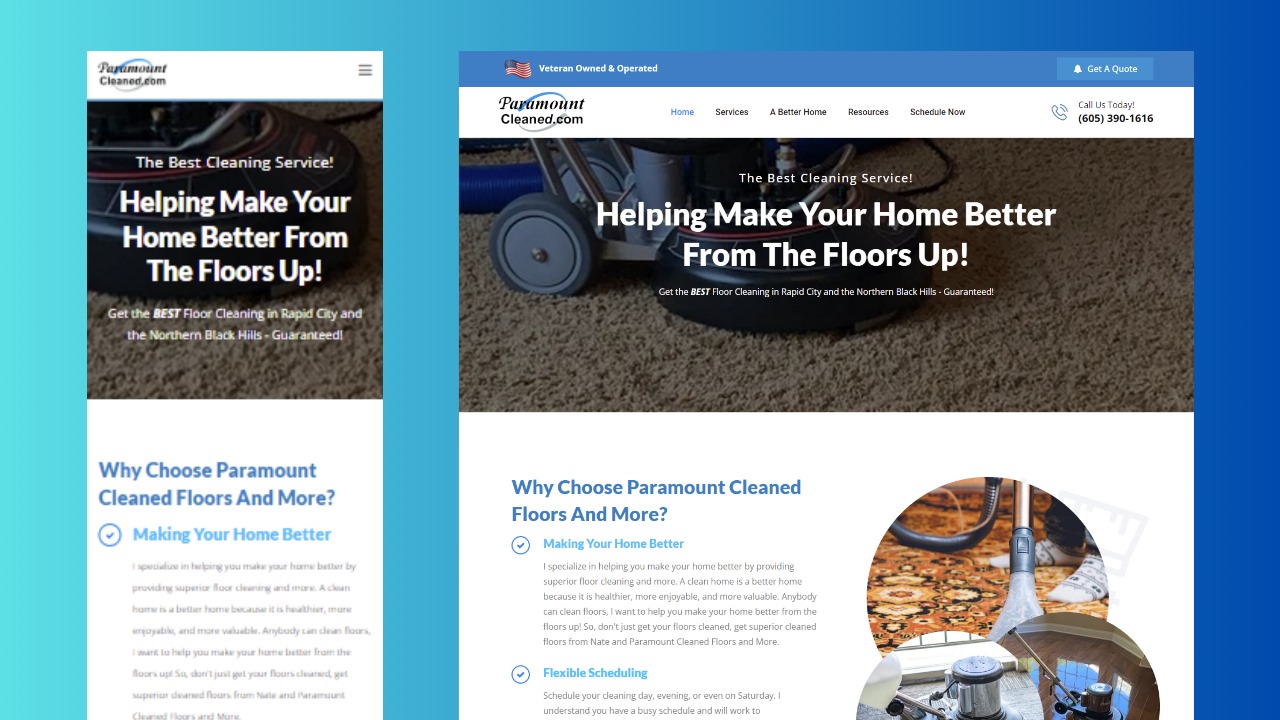 Paramount
Cleaned.com
The Best Cleaning Service!
Helping Make Your
Home Better From
The Floors Up!
Get the BEST Floor Cleaning in Rapid City and
the Northern Black Hills - Guaranteed!
Why Choose Paramount
Cleaned Floors And More?
Making Your Home Better
I specialize in helping you make your home better by
providing superior floor cleaning and more. A clean
home is a better home because it is healthier, more
enjoyable, and more valuable. Anybody can clean floors,
I want to help you make your home better from the
floors up! So, don't just get your floors cleaned, get
superior cleaned floors from Nate and Paramount
Cleaned Floors and More.
Veteran Owned & Operated
Get A Quote
Paramount
Cleaned.com
Home Services A Better Home Resources Schedule Now
Call Us Today!
(605) 390-1616
The Best Cleaning Service!
Helping Make Your Home Better
From The Floors Up!
Get the BEST Floor Cleaning in Rapid City and the Northern Black Hills - Guaranteed!
Why Choose Paramount Cleaned
Floors And More?
Making Your Home Better
I specialize in helping you make your home better by providing
superior floor cleaning and more. A clean home is a better home
because it is healthier, more enjoyable, and more valuable. Anybody
can clean floors, I want to help you make your home better from the
floors up! So, don't just get your floors cleaned, get superior cleaned
floors from Nate and Paramount Cleaned Floors and More.
Flexible Scheduling
Schedule your cleaning day, evening, or even on Saturday. I
understand you have a busy schedule and will work to